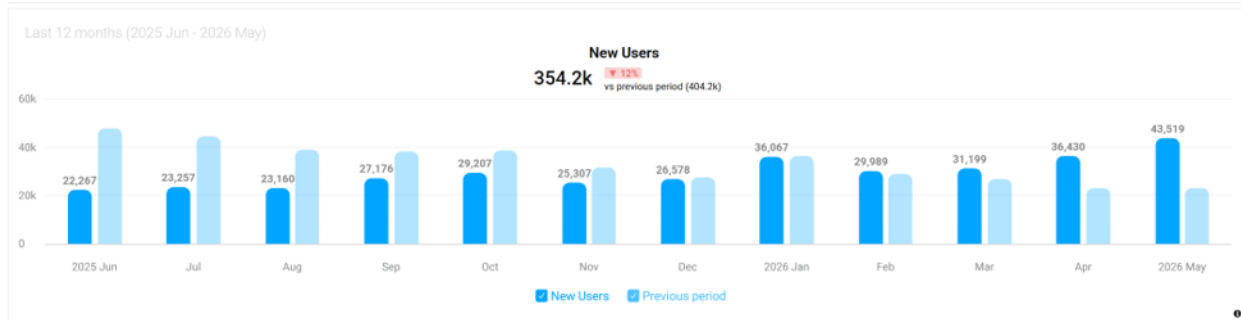 Last 12 months (2025 Jun - 2026 May)
New Users
354.2k ▼ 12%
vs previous period (404.2k)
60k
40k
20k
0
22,267
23,257
23,160
27,176
29,207
25,307
26,578
36,067
29,989
31,199
36,430
43,519
2025 Jun Jul Aug Sep Oct Nov Dec 2026 Jan Feb Mar Apr 2026 May
New Users Previous period